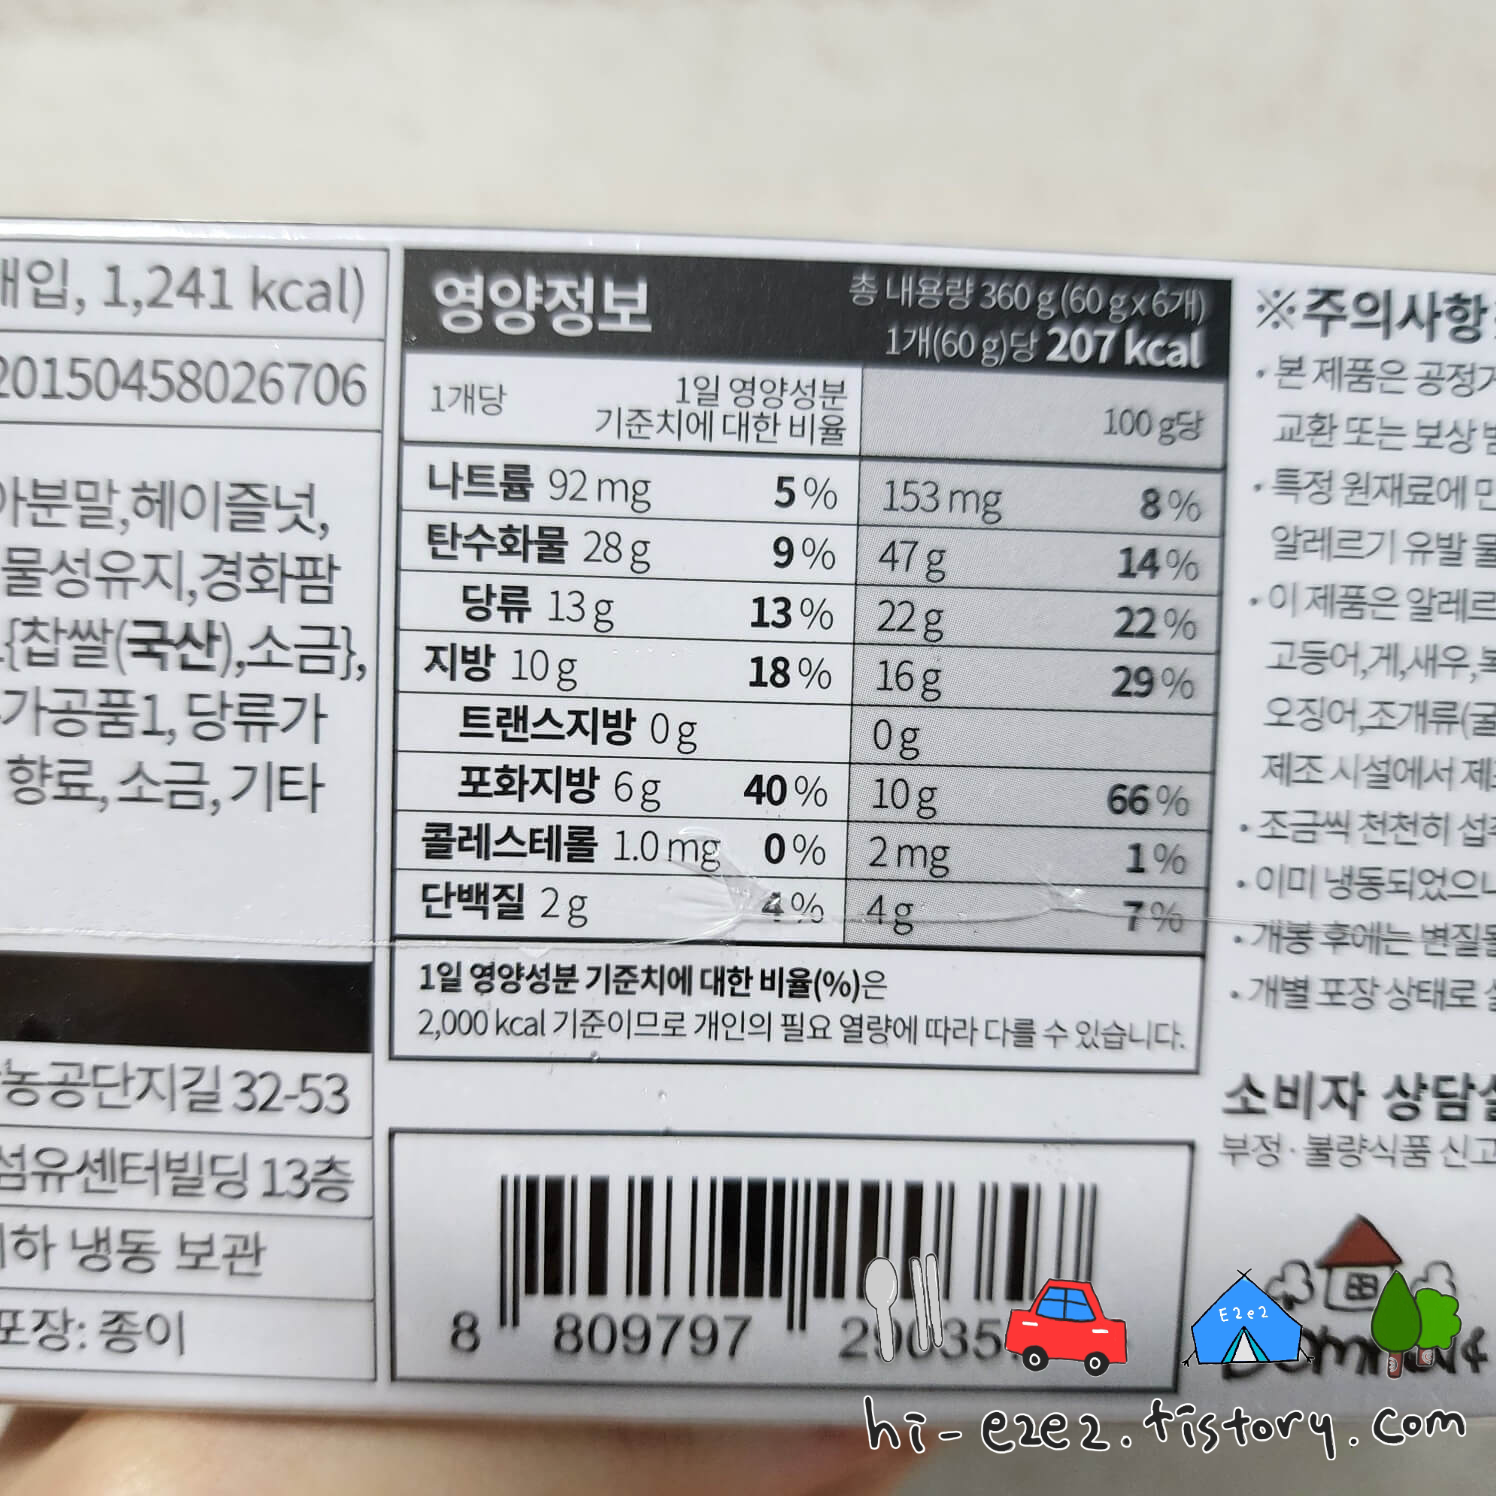 개입, 1,241 kcal)
20150458026706
아분말,헤이즐넛,
물성유지,경화팜
{찹쌀(국산),소금},
가공품1, 당류가
향료, 소금, 기타
농공단지길 32-53
섬유센터빌딩 13층
이하 냉동 보관
포장: 종이
영양정보
총 내용량 360 g (60 g x 6개)
1개(60 g)당 207 kcal
1개당 1일 영양성분 기준치에 대한 비율 100 g당
나트륨 92 mg 5 % 153 mg 8 %
탄수화물 28 g 9 % 47 g 14 %
당류 13 g 13 % 22 g 22 %
지방 10 g 18 % 16 g 29 %
트랜스지방 0 g 0 g
포화지방 6 g 40 % 10 g 66 %
콜레스테롤 1.0 mg 0 % 2 mg 1 %
단백질 2 g 4 % 4 g 7 %
1일 영양성분 기준치에 대한 비율(%)은
2,000 kcal 기준이므로 개인의 필요 열량에 따라 다를 수 있습니다.
8 809797
※주의사항
• 본 제품은 공정거
교환 또는 보상 받
• 특정 원재료에 민
알레르기 유발 물
• 이 제품은 알레르
고등어,게,새우,복
오징어,조개류(굴
제조 시설에서 제조
• 조금씩 천천히 섭취
• 이미 냉동되었으니
• 개봉 후에는 변질될
• 개별 포장 상태로
소비자 상담실
부정·불량식품 신고
E2e2
hi-e2e2.tistory.com